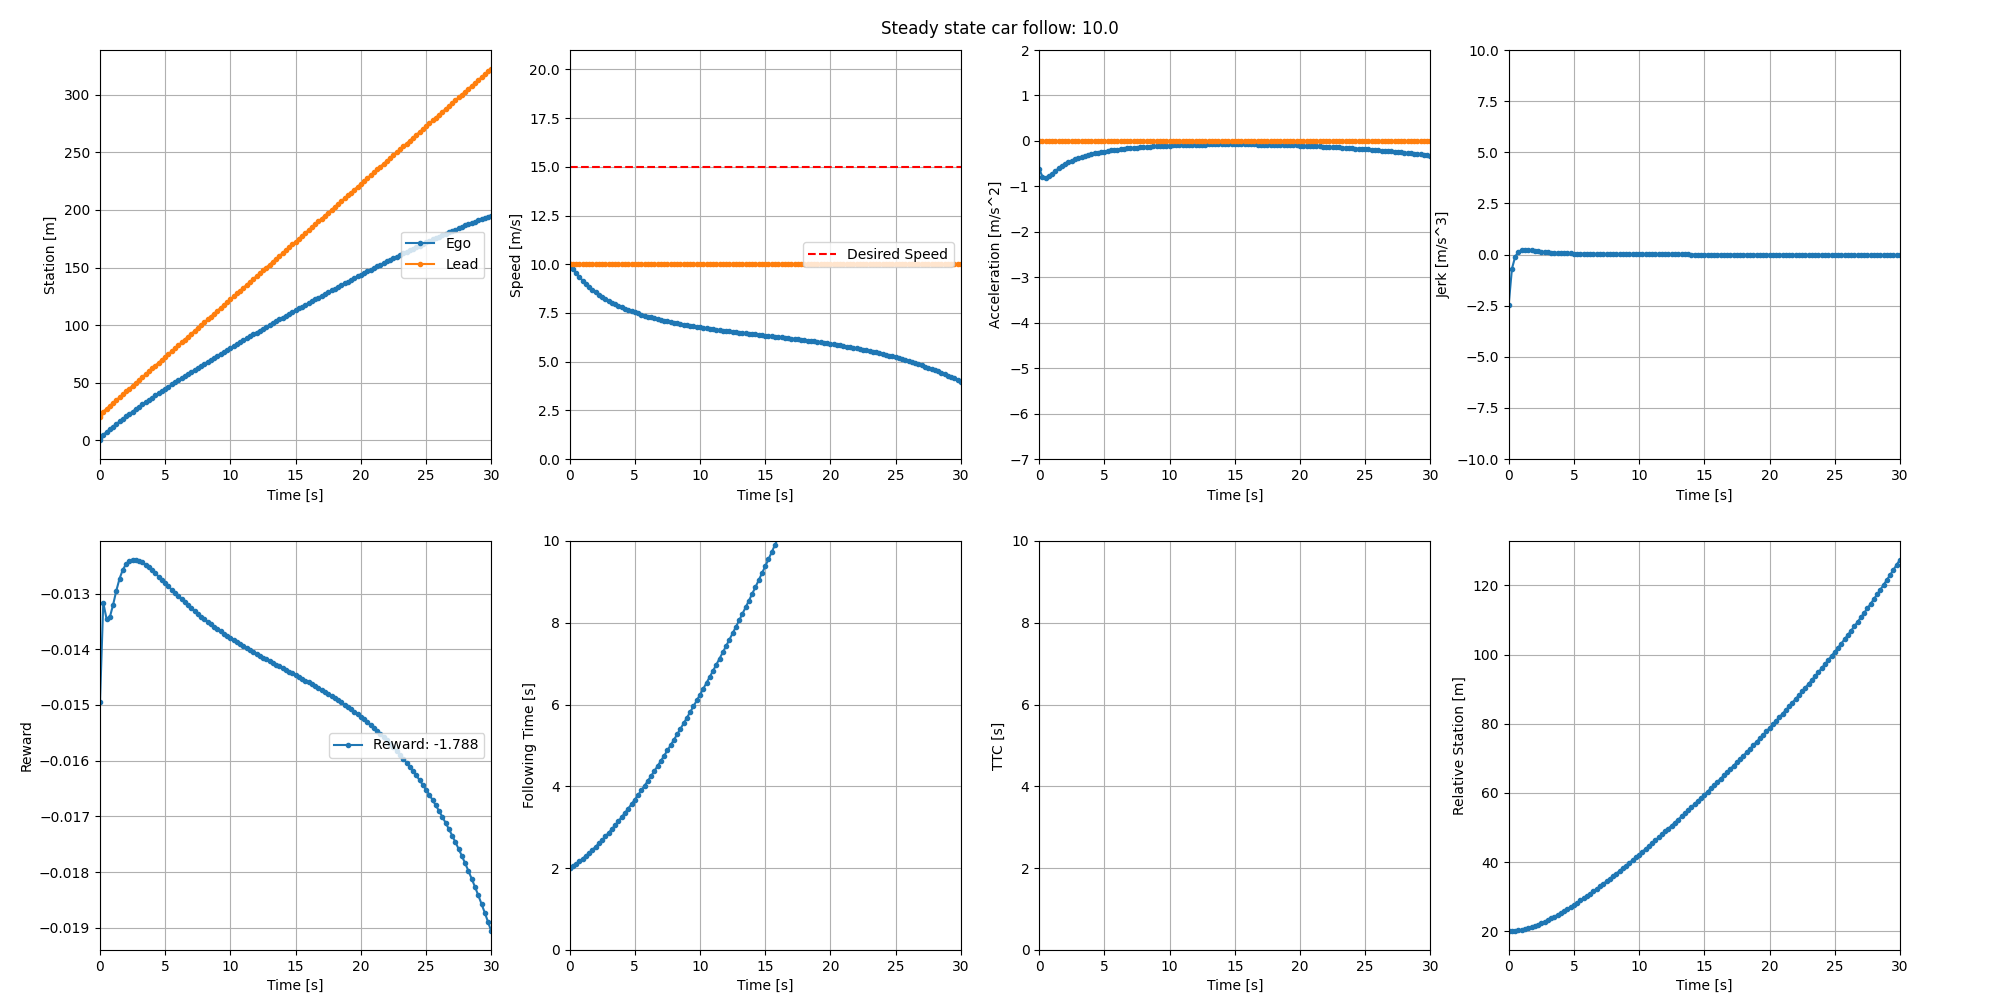 Steady state car follow: 10.0
Station [m]
300
250
200
150
100
50
0
Ego
Lead
0 5 10 15 20 25 30
Time [s]
Speed [m/s]
20.0
17.5
15.0
12.5
10.0
7.5
5.0
2.5
0.0
Desired Speed
0 5 10 15 20 25 30
Time [s]
Acceleration [m/s^2]
2
1
0
−1
−2
−3
−4
−5
−6
−7
0 5 10 15 20 25 30
Time [s]
Jerk [m/s^3]
10.0
7.5
5.0
2.5
0.0
−2.5
−5.0
−7.5
−10.0
0 5 10 15 20 25 30
Time [s]
Reward
−0.013
−0.014
−0.015
−0.016
−0.017
−0.018
−0.019
Reward: -1.788
0 5 10 15 20 25 30
Time [s]
Following Time [s]
10
8
6
4
2
0
0 5 10 15 20 25 30
Time [s]
TTC [s]
10
8
6
4
2
0
0 5 10 15 20 25 30
Time [s]
Relative Station [m]
120
100
80
60
40
20
0 5 10 15 20 25 30
Time [s]